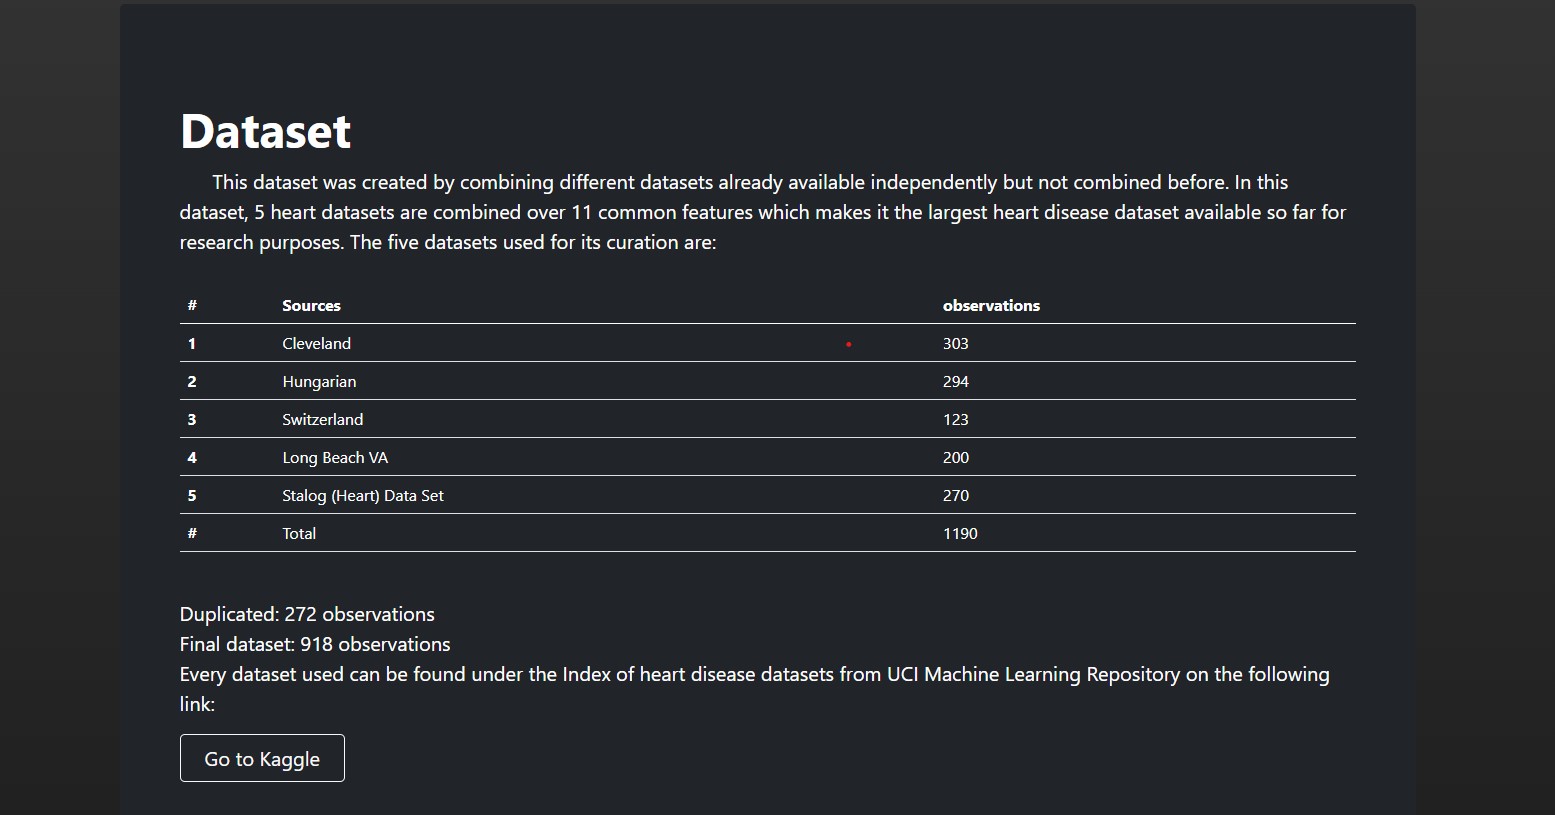 Dataset
This dataset was created by combining different datasets already available independently but not combined before. In this
dataset, 5 heart datasets are combined over 11 common features which makes it the largest heart disease dataset available so far for
research purposes. The five datasets used for its curation are:
# Sources observations
1 Cleveland 303
2 Hungarian 294
3 Switzerland 123
4 Long Beach VA 200
5 Stalog (Heart) Data Set 270
# Total 1190
Duplicated: 272 observations
Final dataset: 918 observations
Every dataset used can be found under the Index of heart disease datasets from UCI Machine Learning Repository on the following
link:
Go to Kaggle